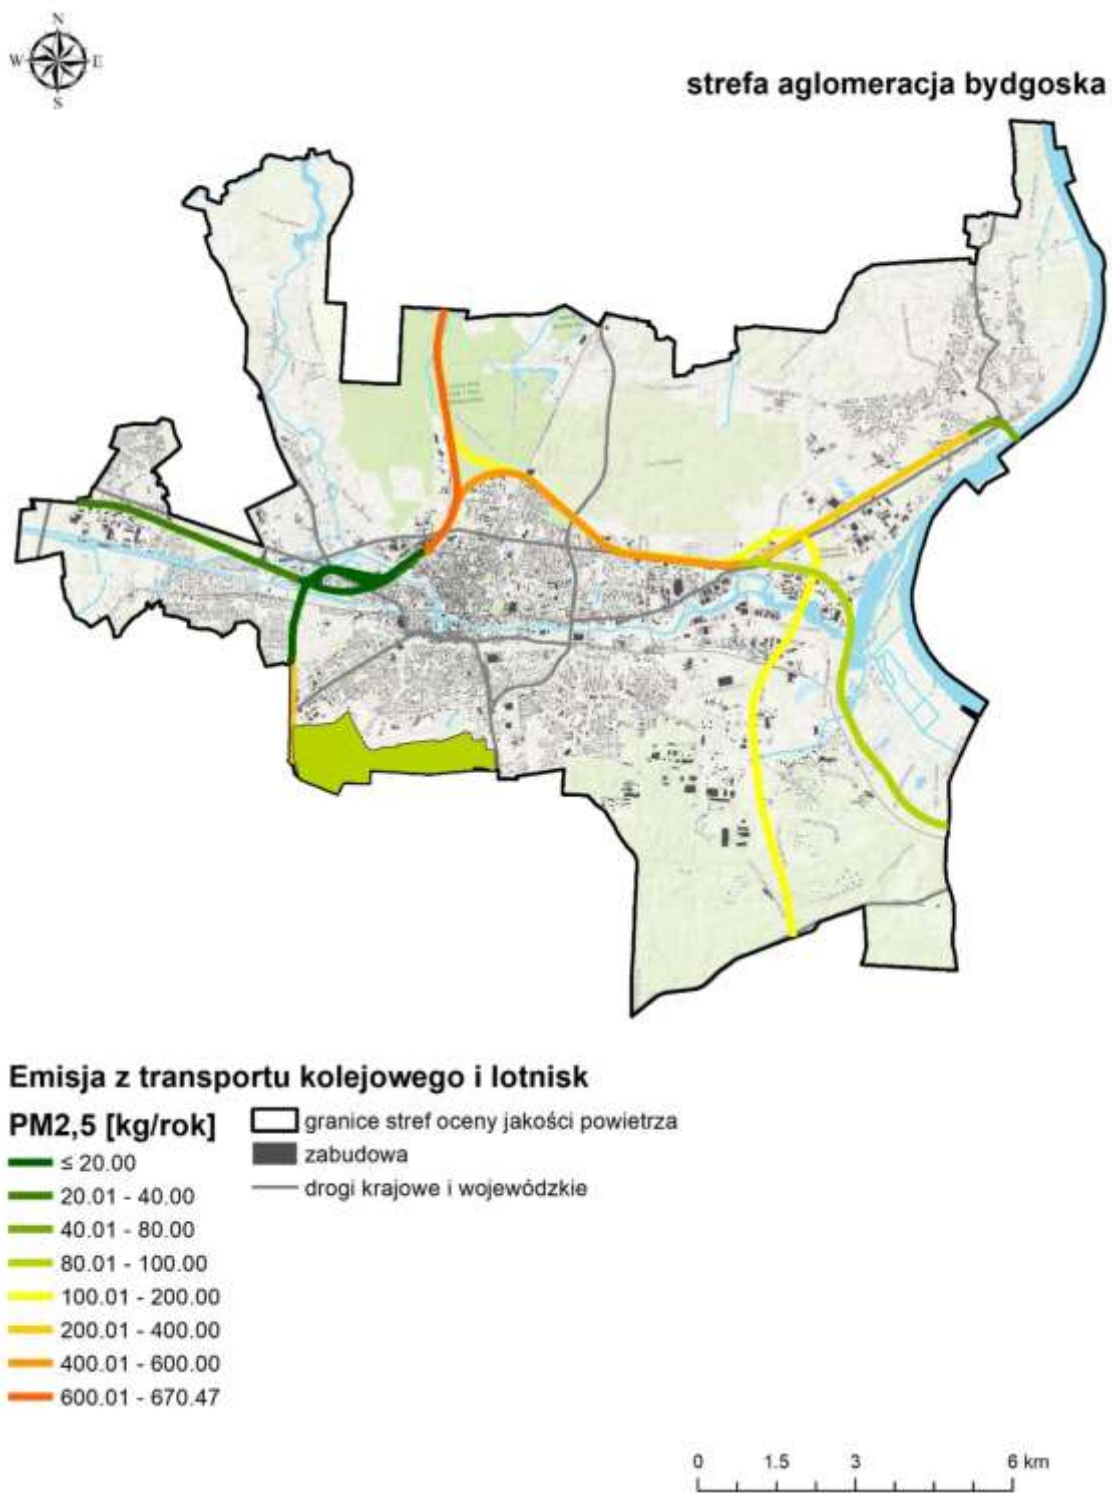 N
W E
S
strefa aglomeracja bydgoska
Emisja z transportu kolejowego i lotnisk
PM2,5 [kg/rok]
≤ 20.00
20.01 - 40.00
40.01 - 80.00
80.01 - 100.00
100.01 - 200.00
200.01 - 400.00
400.01 - 600.00
600.01 - 670.47
granice stref oceny jakości powietrza
zabudowa
drogi krajowe i wojewódzkie
0 1.5 3 6 km